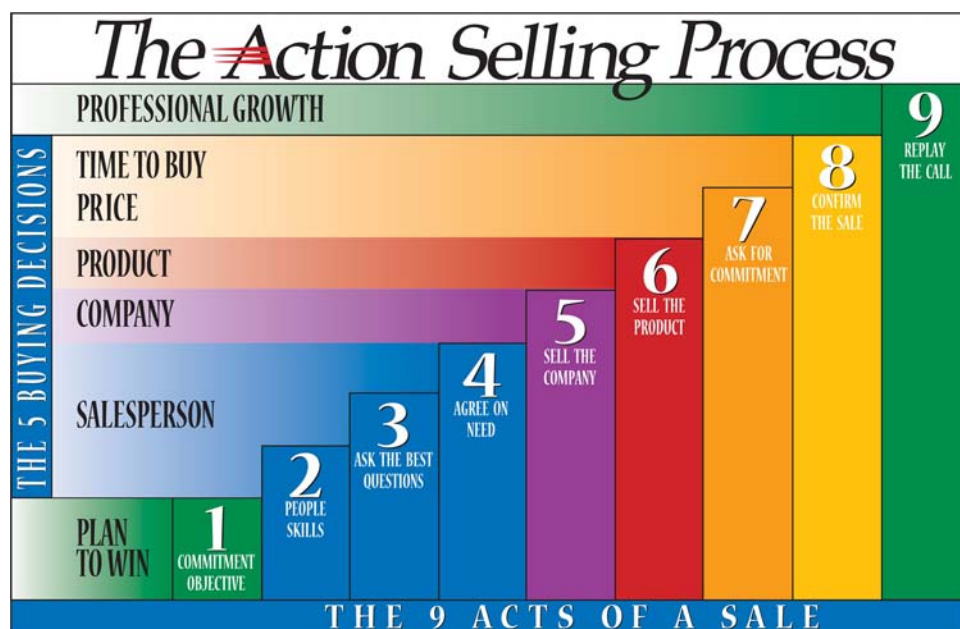 The Action Selling Process
PROFESSIONAL GROWTH
THE 5 BUYING DECISIONS
TIME TO BUY
PRICE
PRODUCT
COMPANY
SALESPERSON
PLAN
TO WIN
1
COMMITMENT
OBJECTIVE
2
PEOPLE
SKILLS
3
ASK THE BEST
QUESTIONS
4
AGREE ON
NEED
5
SELL THE
COMPANY
6
SELL THE
PRODUCT
7
ASK FOR
COMMITMENT
8
CONFIRM
THE SALE
9
REPLAY
THE CALL
THE 9 ACTS OF A SALE